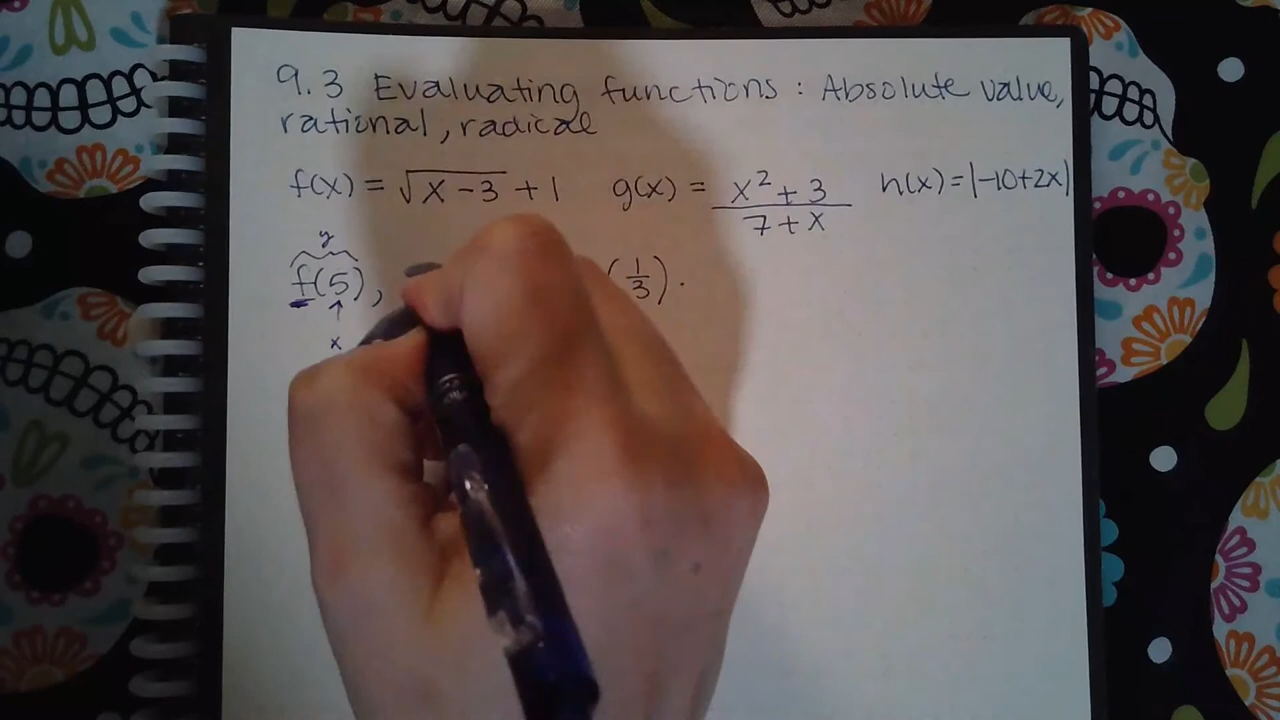 9.3 Evaluating functions: Absolute value,
rational, radical
f(x) = √(x-3) + 1 g(x) = (x² + 3)/(7 + x) h(x) = |-10+2x|
y
f(5), (1/3).
↑
x